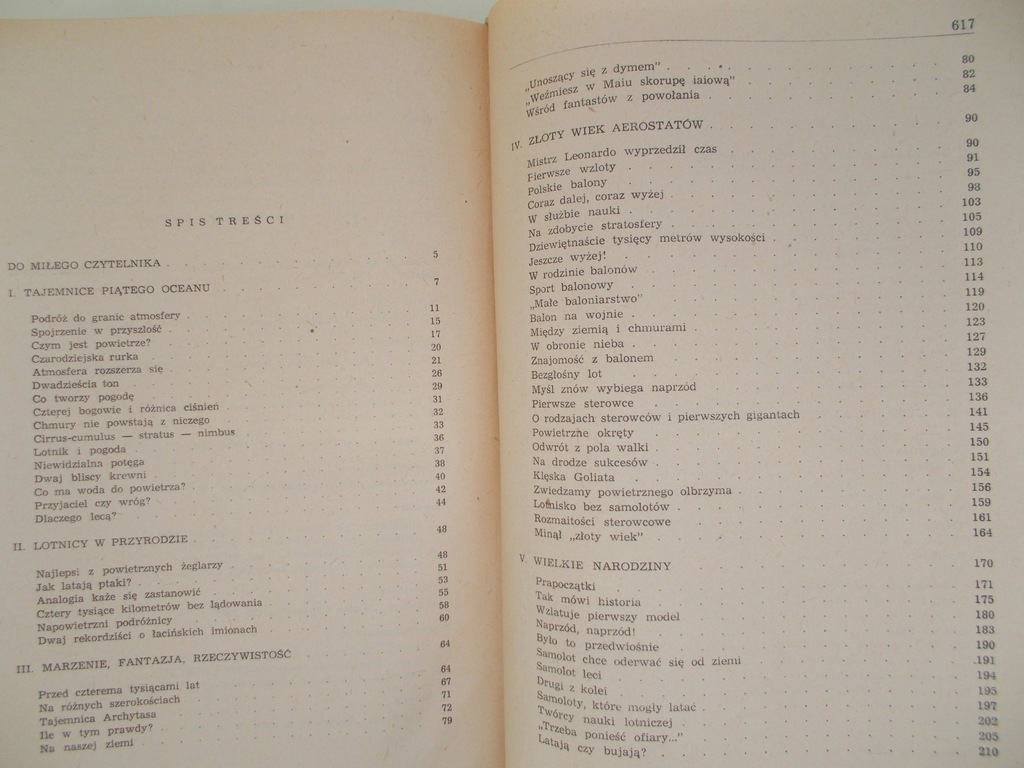 SPIS TREŚCI
DO MIŁEGO CZYTELNIKA . 5
I. TAJEMNICE PIĄTEGO OCEANU 7
Podróż do granic atmosfery . 11
Spojrzenie w przyszłość . 15
Czym jest powietrze? 17
Czarodziejska rurka 20
Atmosfera rozszerza się . 21
Dwadzieścia ton 26
Co tworzy pogodę 29
Czterej bogowie i różnica ciśnień . 31
Chmury nie powstają z niczego 32
Cirrus-cumulus — stratus — nimbus 33
Lotnik i pogoda . 36
Niewidzialna potęga 37
Dwaj bliscy krewni . 38
Co ma woda do powietrza? . 40
Przyjaciel czy wróg? 42
Dlaczego lecą? 44
II. LOTNICY W PRZYRODZIE . 48
Najlepsi z powietrznych żeglarzy . 48
Jak latają ptaki? . 51
Analogia każe się zastanowić 53
Cztery tysiące kilometrów bez lądowania . 55
Napowietrzni podróżnicy 58
Dwaj rekordziści o łacińskich imionach . 60
III. MARZENIE, FANTAZJA, RZECZYWISTOŚĆ 64
Przed czterema tysiącami lat 64
Na różnych szerokościach 67
Tajemnica Archytasa 71
Ile w tym prawdy? 72
Na naszej ziemi 79
617
„Unoszący się z dymem" . 80
„Weźmiesz w Maiu skorupę iaiową" 82
Wśród fantastów z powołania . 84
IV. ZŁOTY WIEK AEROSTATÓW . 90
Mistrz Leonardo wyprzedził czas 90
Pierwsze wzloty . 91
Polskie balony 95
Coraz dalej, coraz wyżej . 98
W służbie nauki . 103
Na zdobycie stratosfery . 105
Dziewiętnaście tysięcy metrów wysokości . 109
Jeszcze wyżej! 110
W rodzinie balonów 113
Sport balonowy 114
„Małe baloniarstwo" 119
Balon na wojnie . 120
Między ziemią i chmurami . 123
W obronie nieba . 127
Znajomość z balonem 129
Bezgłośny lot 132
Myśl znów wybiega naprzód 133
Pierwsze sterowce 136
O rodzajach sterowców i pierwszych gigantach 141
Powietrzne okręty 145
Odwrót z pola walki . 150
Na drodze sukcesów . 151
Klęska Goliata 154
Zwiedzamy powietrznego olbrzyma . 156
Lotnisko bez samolotów . 159
Rozmaitości sterowcowe 161
Minął „złoty wiek" . 164
V. WIELKIE NARODZINY 170
Prapoczątki 171
Tak mówi historia 175
Wzlatuje pierwszy model 180
Naprzód, naprzód! 183
Było to przedwiośnie 190
Samolot chce oderwać się od ziemi 191
Samolot leci 194
Drugi z kolei 195
Samoloty, które mogły latać . 197
Twórcy nauki lotniczej 202
„Trzeba ponieść ofiary..." 205
Latają czy bujają? . 210